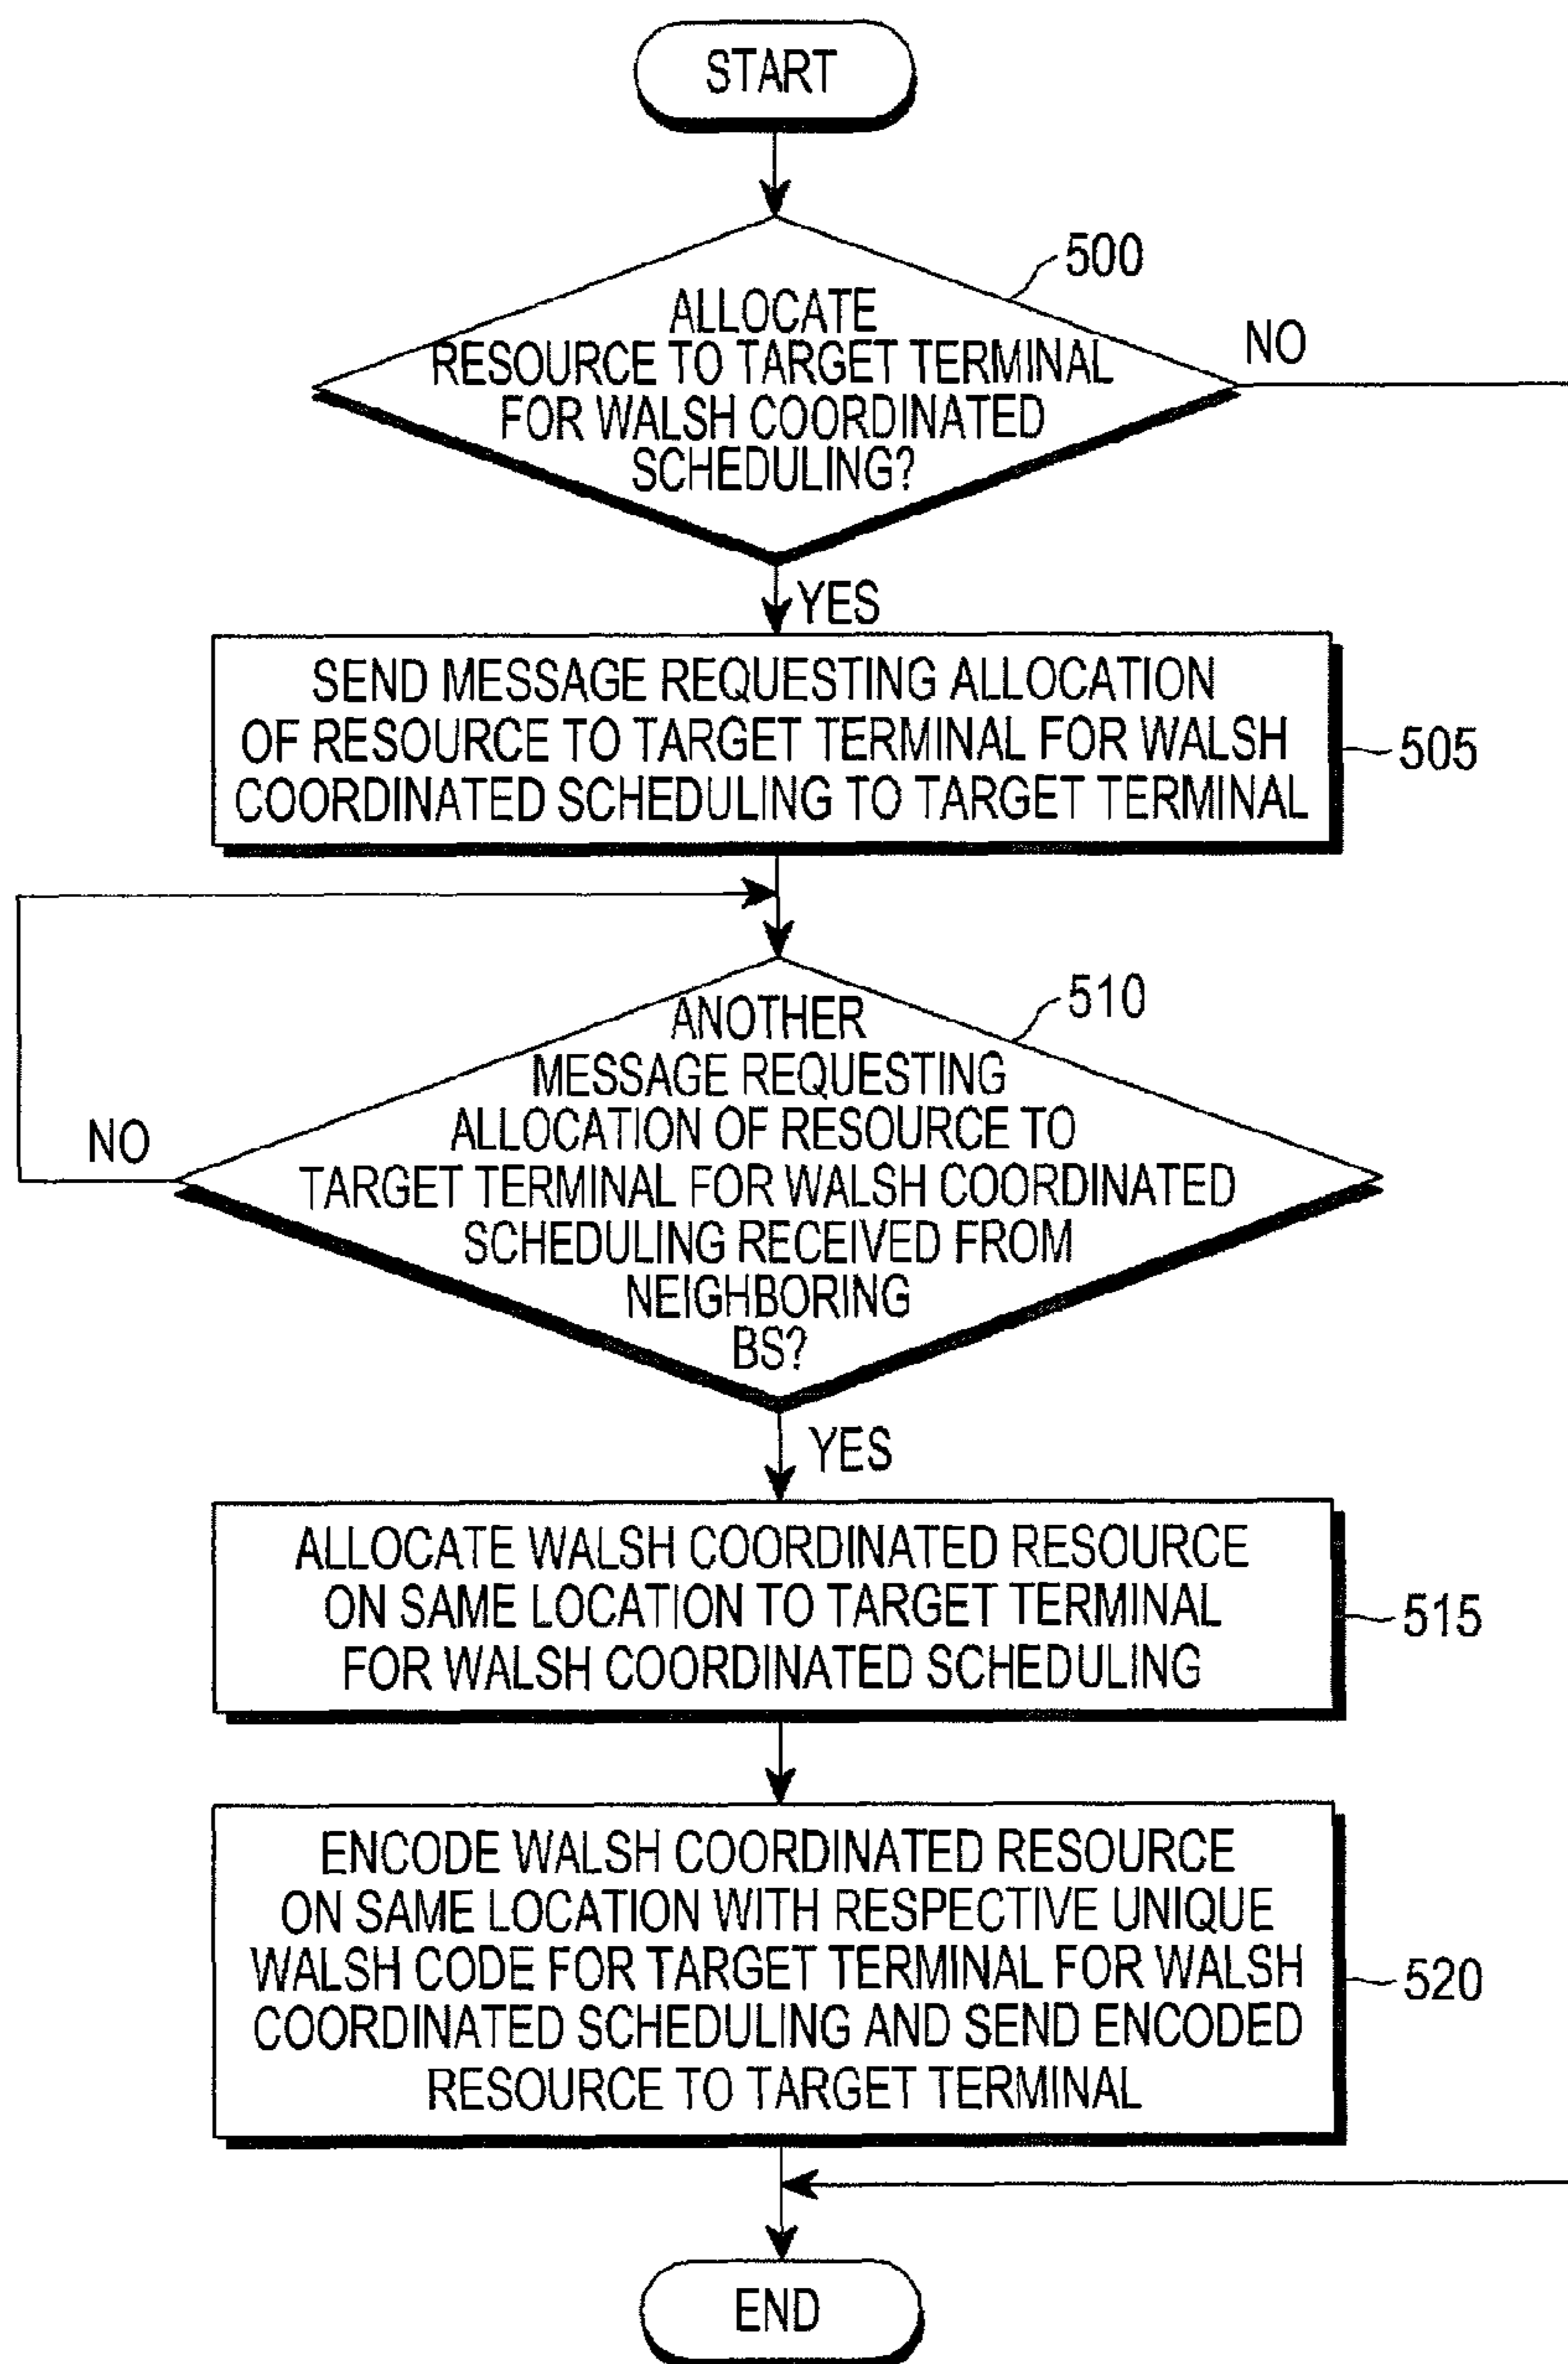 START
500
ALLOCATE
RESOURCE TO TARGET TERMINAL
FOR WALSH COORDINATED
SCHEDULING?
NO
YES
SEND MESSAGE REQUESTING ALLOCATION
OF RESOURCE TO TARGET TERMINAL FOR WALSH
COORDINATED SCHEDULING TO TARGET TERMINAL
505
510
ANOTHER
MESSAGE REQUESTING
ALLOCATION OF RESOURCE TO
TARGET TERMINAL FOR WALSH COORDINATED
SCHEDULING RECEIVED FROM
NEIGHBORING
BS?
NO
YES
ALLOCATE WALSH COORDINATED RESOURCE
ON SAME LOCATION TO TARGET TERMINAL
FOR WALSH COORDINATED SCHEDULING
515
ENCODE WALSH COORDINATED RESOURCE
ON SAME LOCATION WITH RESPECTIVE UNIQUE
WALSH CODE FOR TARGET TERMINAL FOR WALSH
COORDINATED SCHEDULING AND SEND ENCODED
RESOURCE TO TARGET TERMINAL
520
END